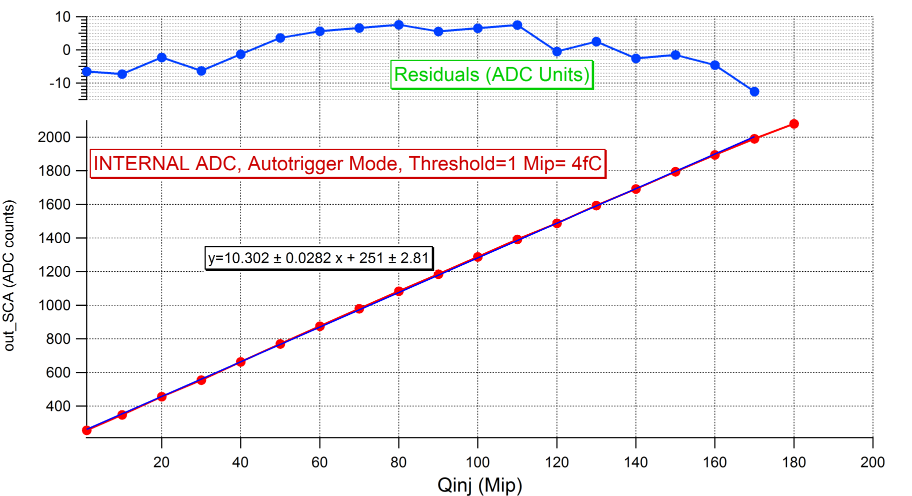 10
0
-10
Residuals (ADC Units)
2000
1800
1600
1400
1200
1000
800
600
400
INTERNAL ADC, Autotrigger Mode, Threshold=1 Mip= 4fC
y=10.302 ± 0.0282 x + 251 ± 2.81
out_SCA (ADC counts)
20 40 60 80 100 120 140 160 180 200
Qinj (Mip)